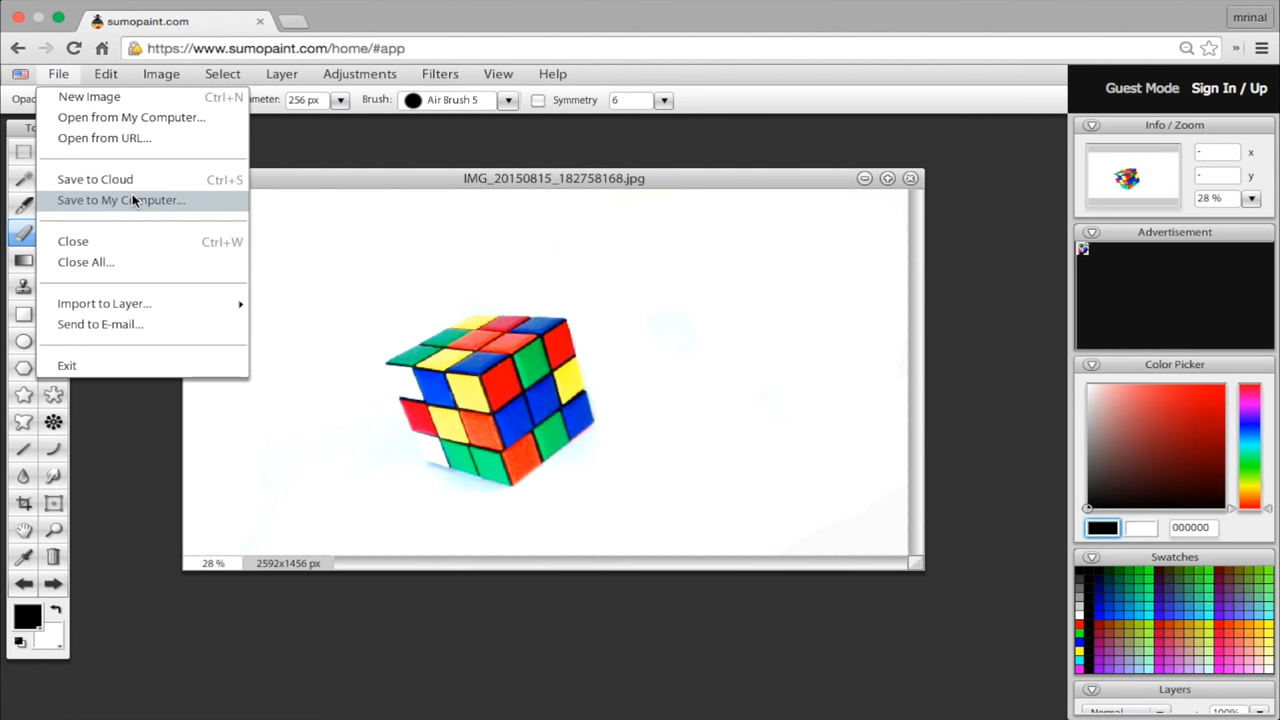 sumopaint.com
mrinal
https://www.sumopaint.com/home/#app
File Edit Image Select Layer Adjustments Filters View Help
Guest Mode Sign In / Up
256 px Brush: Air Brush 5 Symmetry 6
New Image Ctrl+N
Open from My Computer...
Open from URL...
Save to Cloud Ctrl+S
Save to My Computer...
Close Ctrl+W
Close All...
Import to Layer...
Send to E-mail...
Exit
IMG_20150815_182758168.jpg
28 % 2592x1456 px
Info / Zoom
- x
- y
28 %
Advertisement
Color Picker
000000
Swatches
Layers
Normal 100%